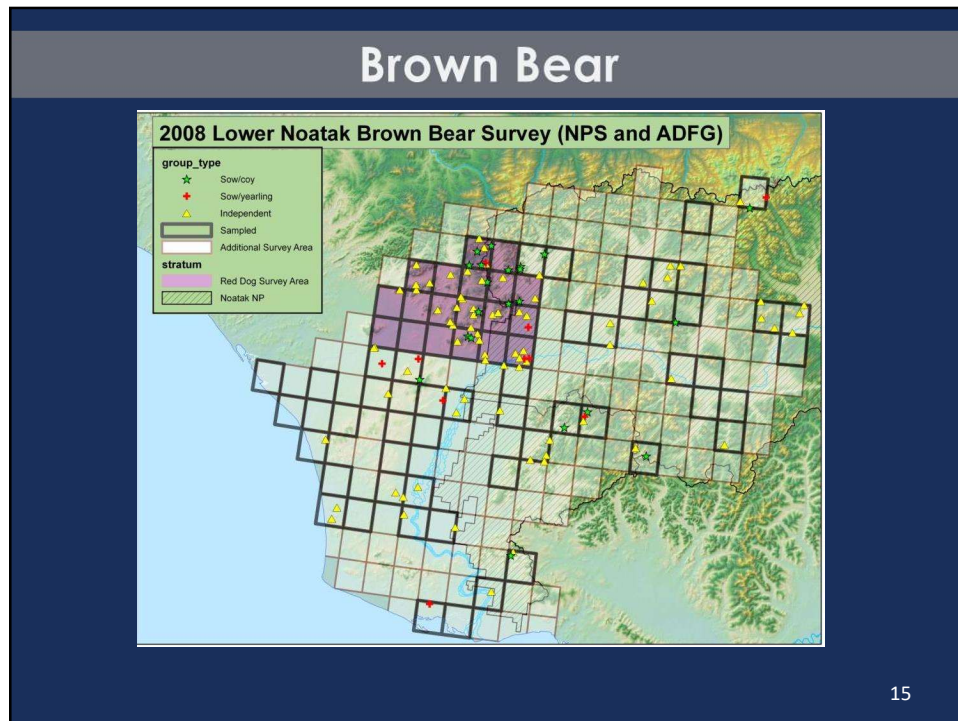 Brown Bear
2008 Lower Noatak Brown Bear Survey (NPS and ADFG)
group_type
Sow/coy
Sow/yearling
Independent
Sampled
Additional Survey Area
stratum
Red Dog Survey Area
Noatak NP
15